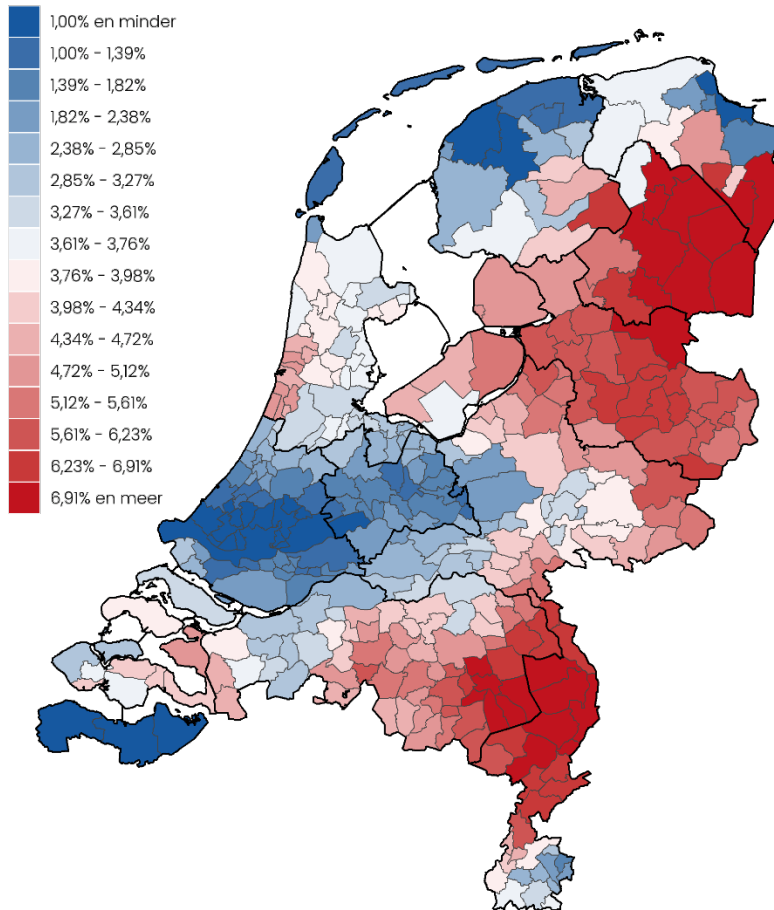 1,00% en minder
1,00% - 1,39%
1,39% - 1,82%
1,82% - 2,38%
2,38% - 2,85%
2,85% - 3,27%
3,27% - 3,61%
3,61% - 3,76%
3,76% - 3,98%
3,98% - 4,34%
4,34% - 4,72%
4,72% - 5,12%
5,12% - 5,61%
5,61% - 6,23%
6,23% - 6,91%
6,91% en meer